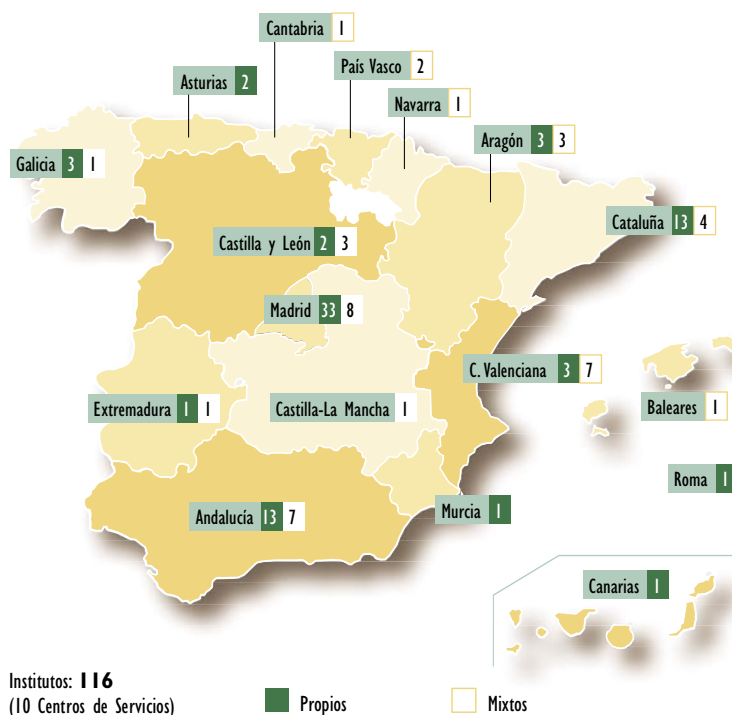 Cantabria 1
País Vasco 2
Asturias 2
Navarra 1
Aragón 3 3
Galicia 3 1
Cataluña 13 4
Castilla y León 2 3
Madrid 33 8
C. Valenciana 3 7
Extremadura 1 1
Castilla-La Mancha 1
Baleares 1
Roma 1
Andalucía 13 7
Murcia 1
Canarias 1
Institutos: 116
(10 Centros de Servicios)
Propios
Mixtos